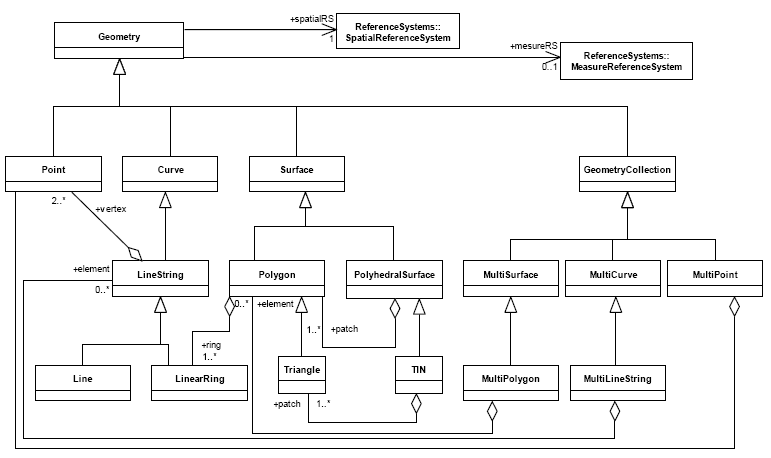 +spatialRS
ReferenceSystems::
SpatialReferenceSystem
1
Geometry
+mesureRS
ReferenceSystems::
MeasureReferenceSystem
0..1
Point
Curve
Surface
GeometryCollection
2..*
+vertex
+element
0..*
LineString
Polygon
PolyhedralSurface
MultiSurface
MultiCurve
MultiPoint
0..*
+element
1..*
+patch
+ring
1..*
Line
LinearRing
Triangle
TIN
MultiPolygon
MultiLineString
+patch
1..*